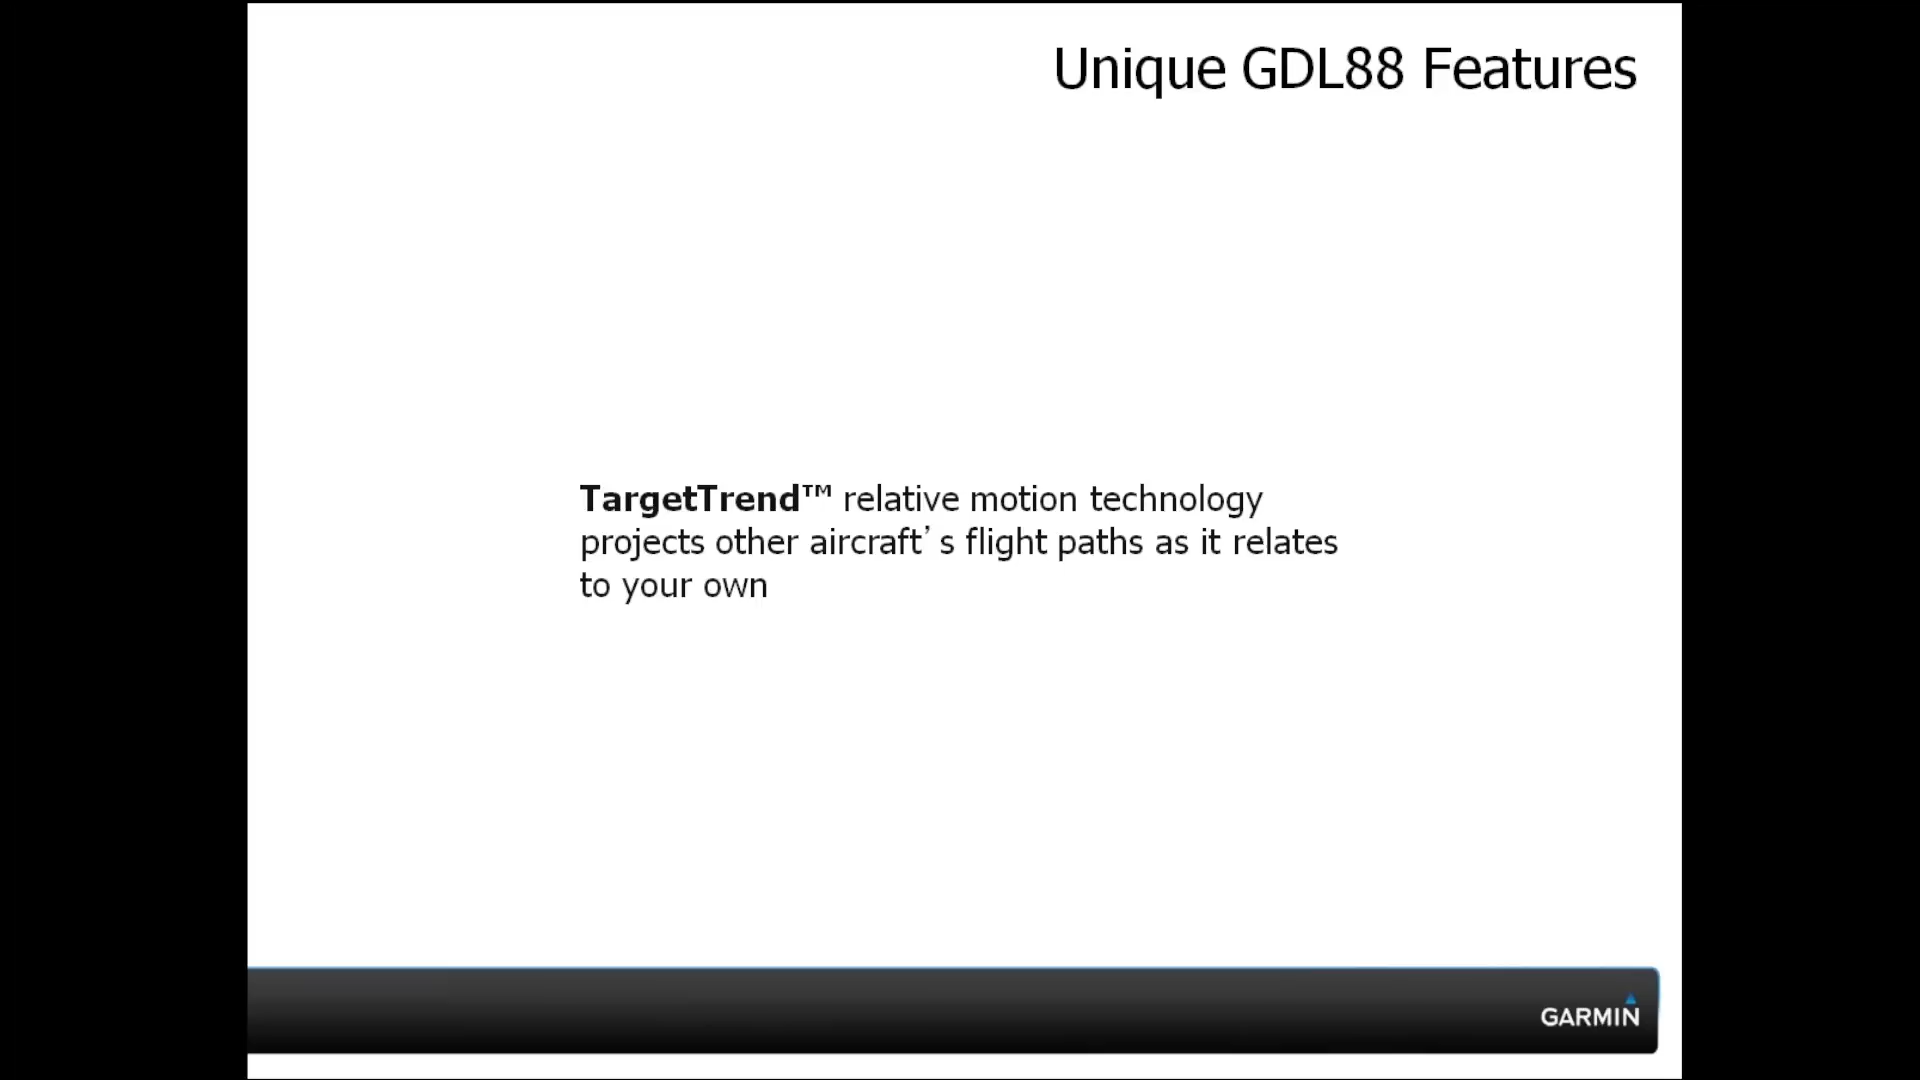 Unique GDL88 Features
TargetTrend™ relative motion technology
projects other aircraft’s flight paths as it relates
to your own
GARMIN